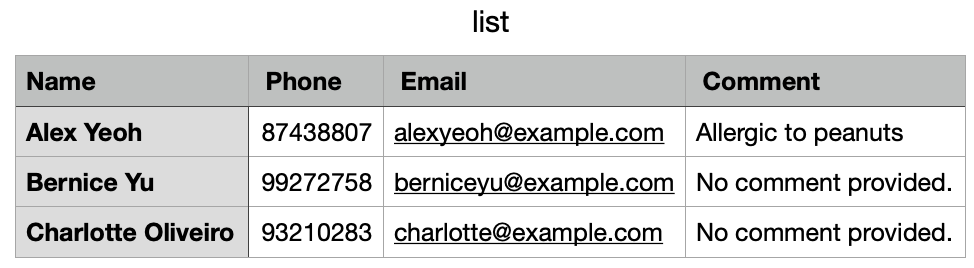 list
Name Phone Email Comment
Alex Yeoh 87438807 alexyeoh@example.com Allergic to peanuts
Bernice Yu 99272758 berniceyu@example.com No comment provided.
Charlotte Oliveiro 93210283 charlotte@example.com No comment provided.